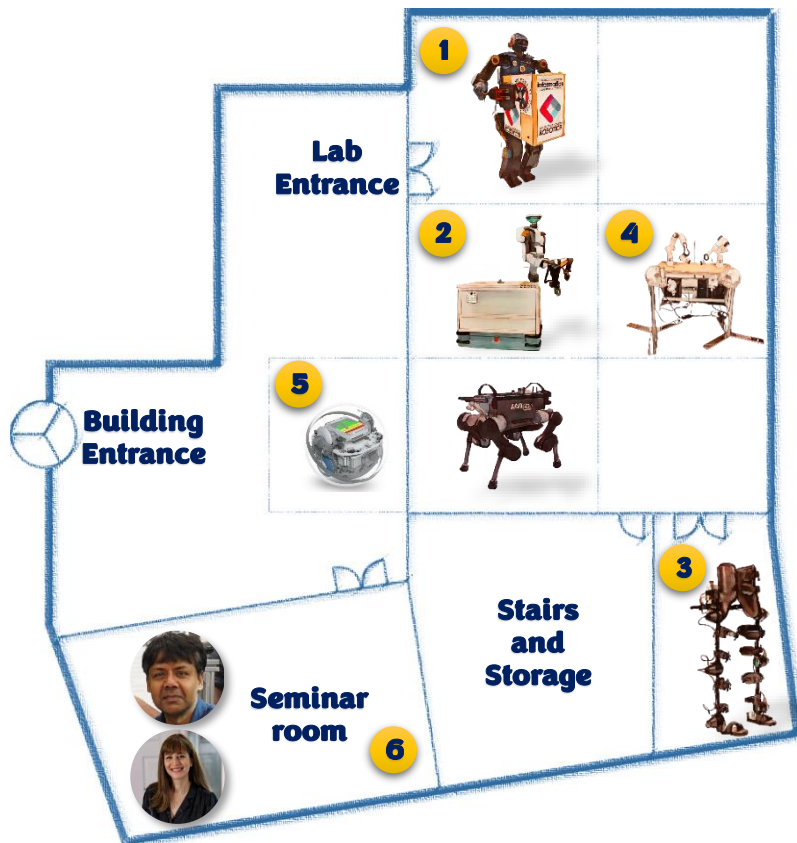 1
Lab
Entrance
2
4
5
Building
Entrance
3
Stairs
and
Storage
Seminar
room
6